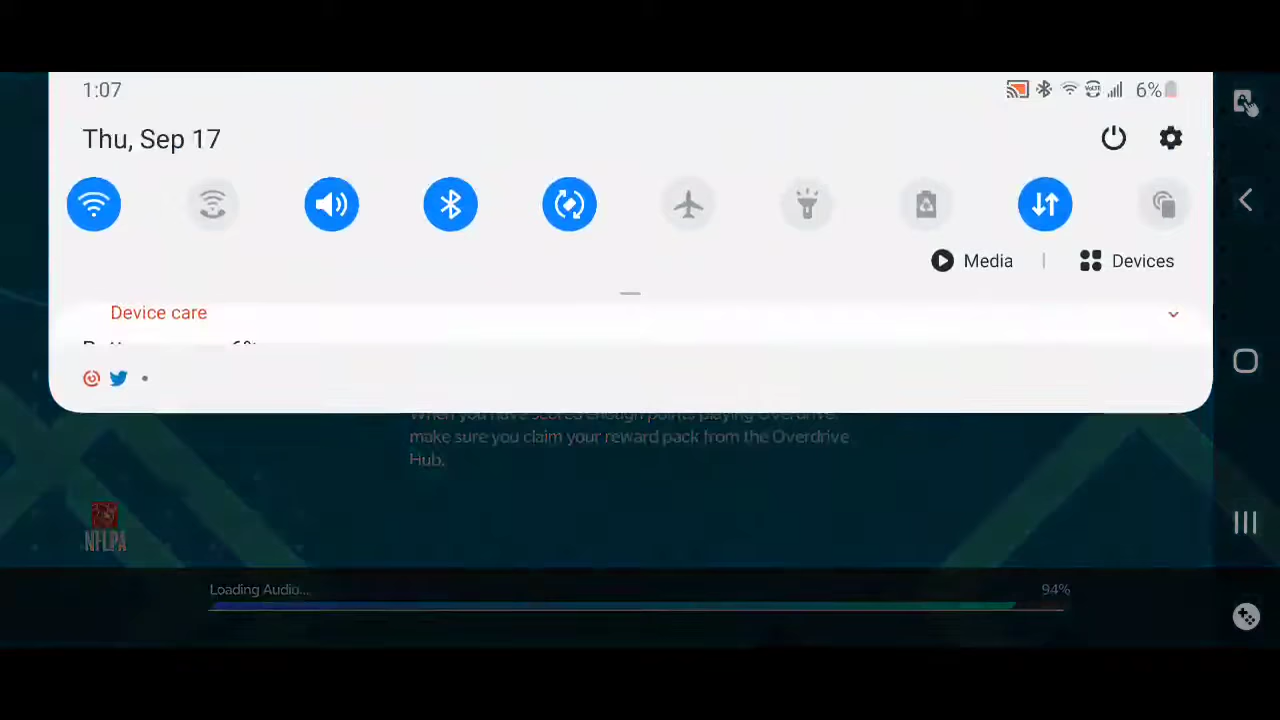 1:07
6%
Thu, Sep 17
Media | Devices
Device care
6%
When you have scored enough points playing Overdrive,
make sure you claim your reward pack from the Overdrive
Hub.
NFLPA
Loading Audio...
94%